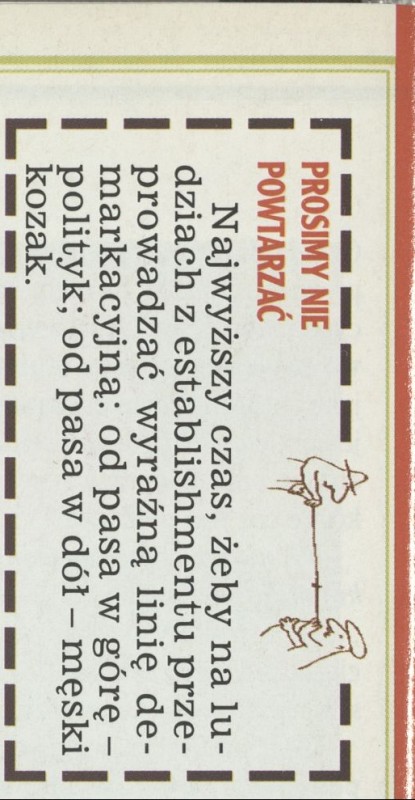 PROSIMY NIE
POWTARZAĆ
Najwyższy czas, żeby na lu-
dziach z establishmentu prze-
prowadzać wyraźną linię de-
markacyjną: od pasa w górę –
polityk; od pasa w dół – męski
kozak.